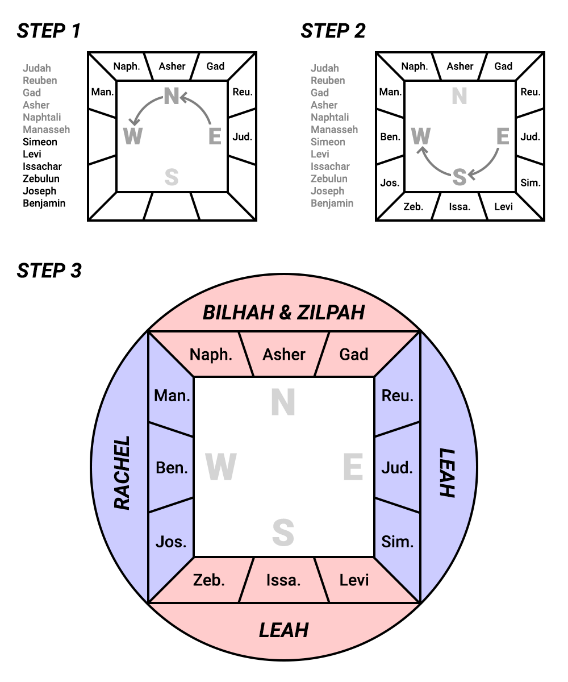 STEP 1
Judah
Reuben
Gad
Asher
Naphtali
Manasseh
Simeon
Levi
Issachar
Zebulun
Joseph
Benjamin
Naph. Asher Gad
Man. Reu.
N
W E Jud.
S
STEP 2
Judah
Reuben
Gad
Asher
Naphtali
Manasseh
Simeon
Levi
Issachar
Zebulun
Joseph
Benjamin
Naph. Asher Gad
Man. N Reu.
Ben. W E Jud.
Jos. S Sim.
Zeb. Issa. Levi
STEP 3
BILHAH & ZILPAH
Naph. Asher Gad
Man. N Reu.
RACHEL Ben. W E Jud. LEAH
Jos. S Sim.
Zeb. Issa. Levi
LEAH